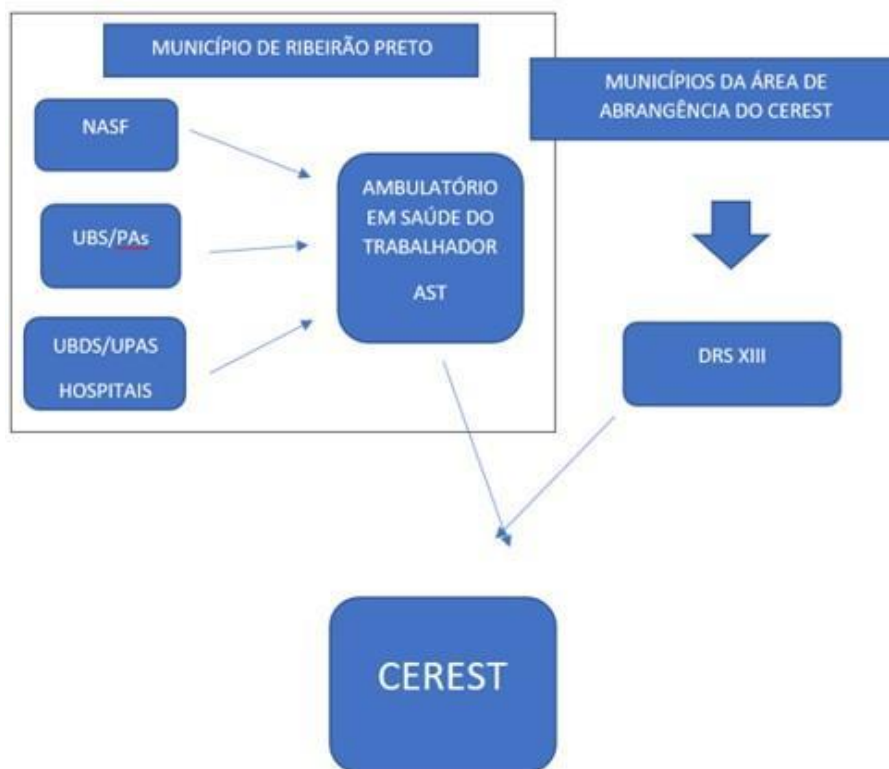 MUNICÍPIO DE RIBEIRÃO PRETO
MUNICÍPIOS DA ÁREA DE
ABRANGÊNCIA DO CEREST
NASF
UBS/PAs
UBDS/UPAS
HOSPITAIS
AMBULATÓRIO
EM SAÚDE DO
TRABALHADOR
AST
DRS XIII
CEREST